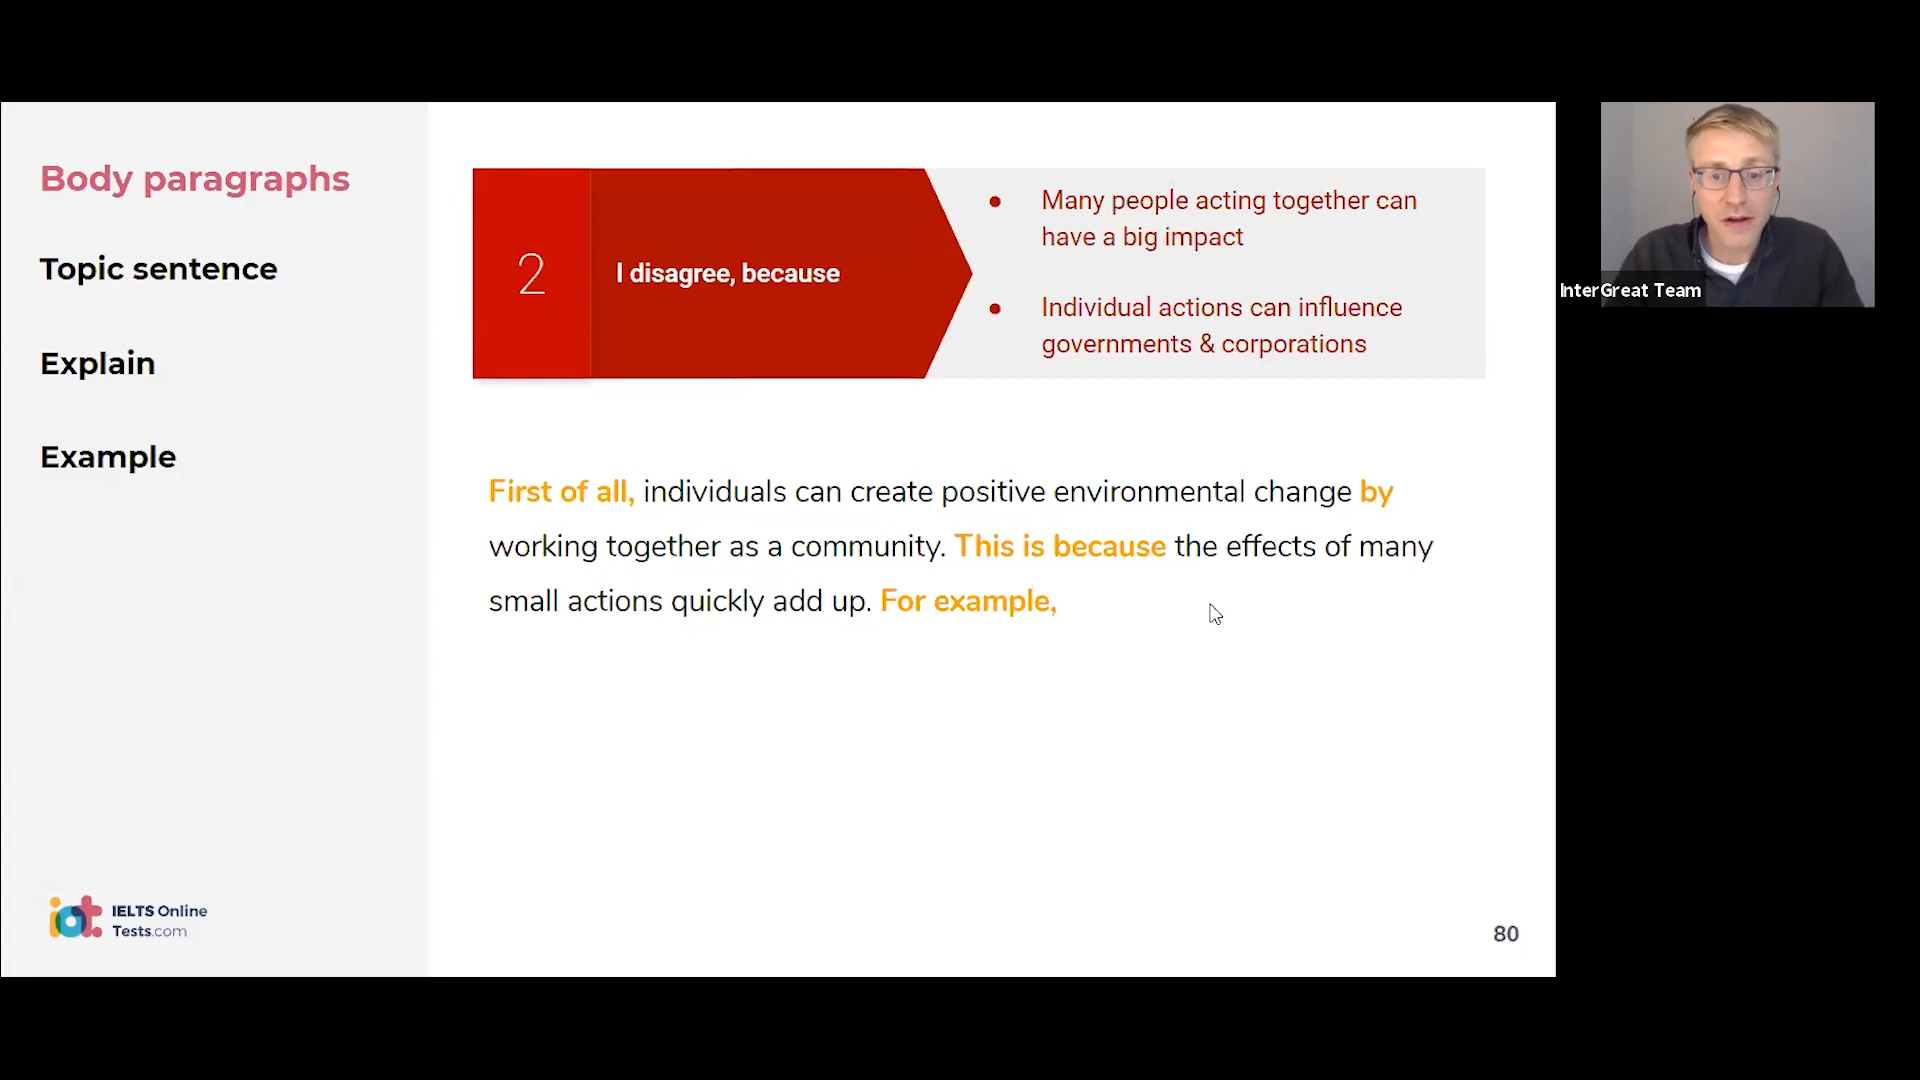 Body paragraphs
Topic sentence
Explain
Example
2
I disagree, because
• Many people acting together can
have a big impact
• Individual actions can influence
governments & corporations
First of all, individuals can create positive environmental change by
working together as a community. This is because the effects of many
small actions quickly add up. For example,
iot IELTS Online
Tests.com
80
InterGreat Team